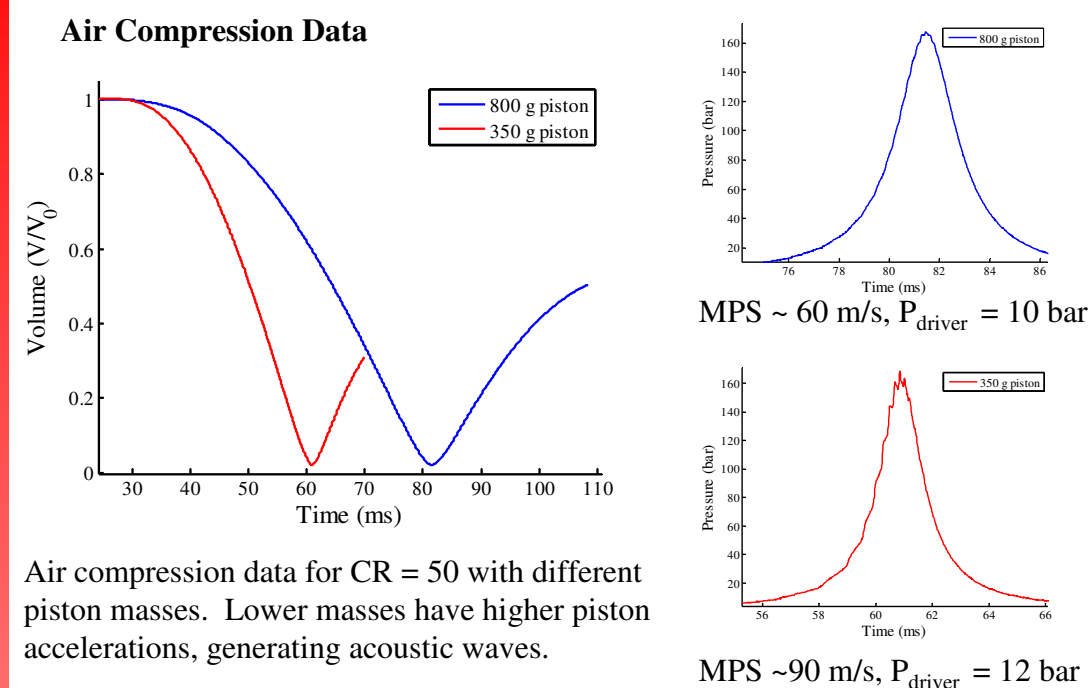 Air Compression Data
Volume (V/V0)
1
0.8
0.6
0.4
0.2
0
30 40 50 60 70 80 90 100 110
Time (ms)
800 g piston
350 g piston
Air compression data for CR = 50 with different
piston masses.  Lower masses have higher piston
accelerations, generating acoustic waves.
Pressure (bar)
160
140
120
100
80
60
40
20
76 78 80 82 84 86
Time (ms)
800 g piston
MPS ~ 60 m/s, Pdriver = 10 bar
Pressure (bar)
160
140
120
100
80
60
40
20
56 58 60 62 64 66
Time (ms)
350 g piston
MPS ~90 m/s, Pdriver = 12 bar